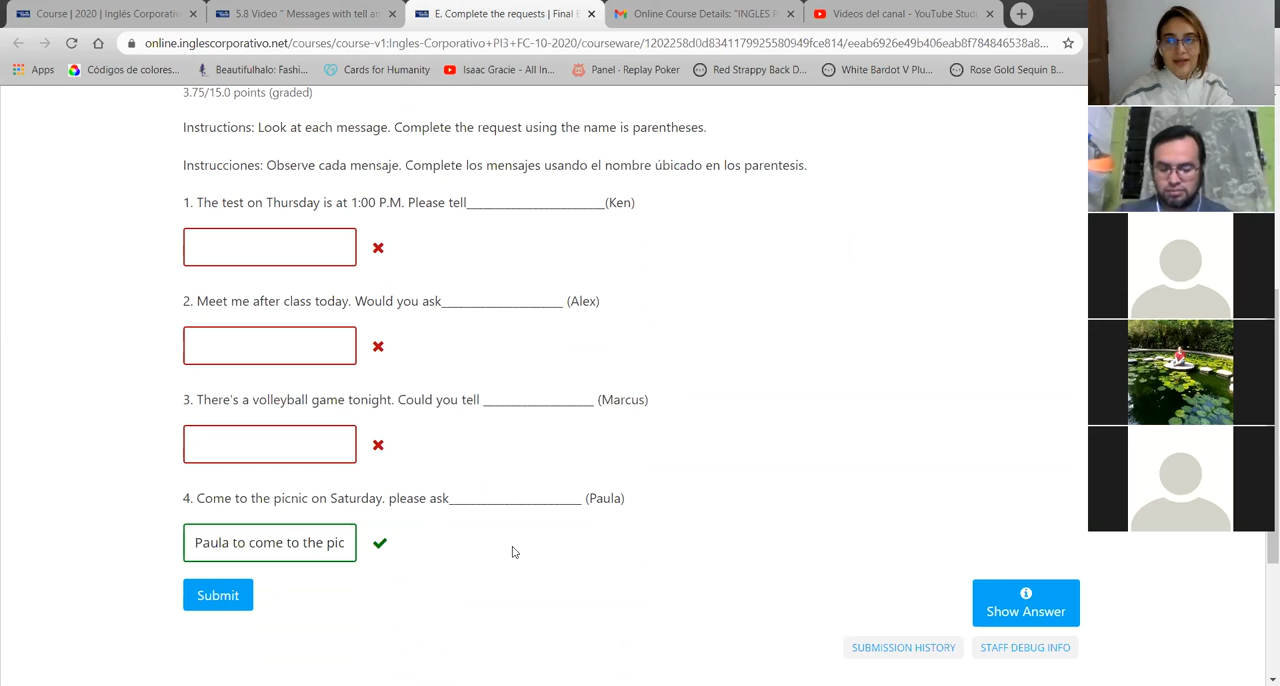 Course | 2020 | Inglés Corporativ
5.8 Video " Messages with tell an
E. Complete the requests | Final E
Online Course Details: "INGLES P
Videos del canal - YouTube Studi
online.inglescorporativo.net/courses/course-v1:Ingles-Corporativo+PI3+FC-10-2020/courseware/1202258d0d8341179925580949fce814/eeab6926e49b406eab8f784846538a8...
Apps
Códigos de colores...
Beautifulhalo: Fashi...
Cards for Humanity
Isaac Gracie - All In...
Panel · Replay Poker
Red Strappy Back D...
White Bardot V Plu...
Rose Gold Sequin B...
3.75/15.0 points (graded)
Instructions: Look at each message. Complete the request using the name is parentheses.
Instrucciones: Observe cada mensaje. Complete los mensajes usando el nombre úbicado en los parentesis.
1. The test on Thursday is at 1:00 P.M. Please tell______________________(Ken)
2. Meet me after class today. Would you ask___________________ (Alex)
3. There's a volleyball game tonight. Could you tell _________________ (Marcus)
4. Come to the picnic on Saturday. please ask_____________________ (Paula)
Paula to come to the pic
Submit
Show Answer
SUBMISSION HISTORY
STAFF DEBUG INFO